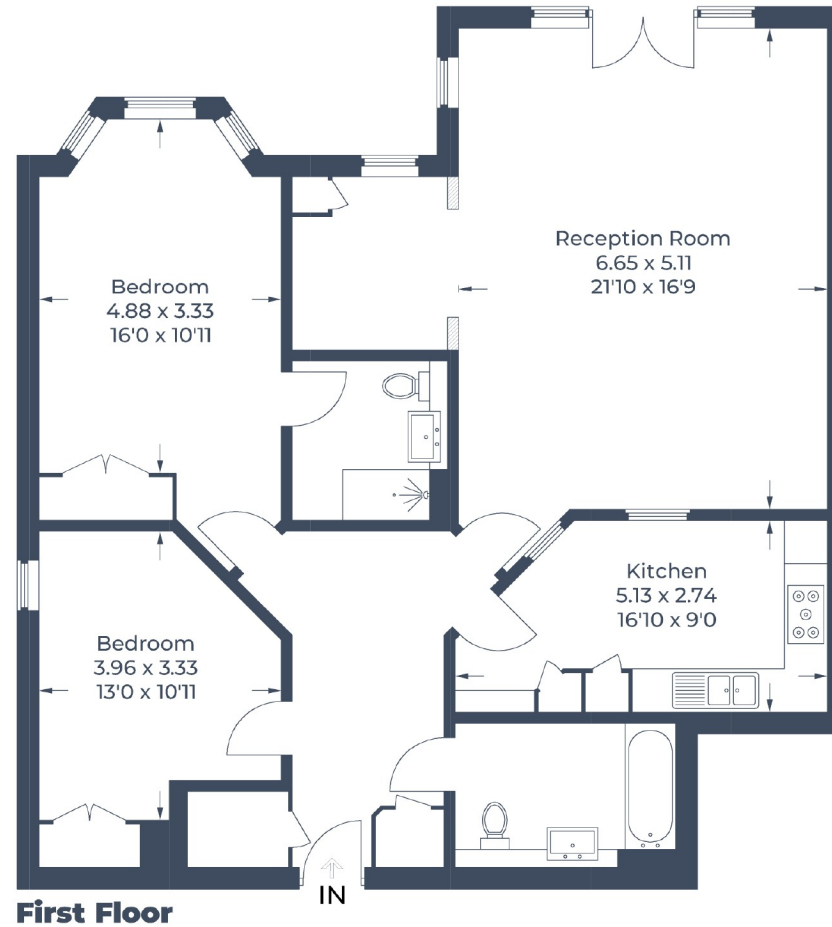 Reception Room
6.65 x 5.11
21'10 x 16'9
Bedroom
4.88 x 3.33
16'0 x 10'11
Kitchen
5.13 x 2.74
16'10 x 9'0
Bedroom
3.96 x 3.33
13'0 x 10'11
IN
First Floor